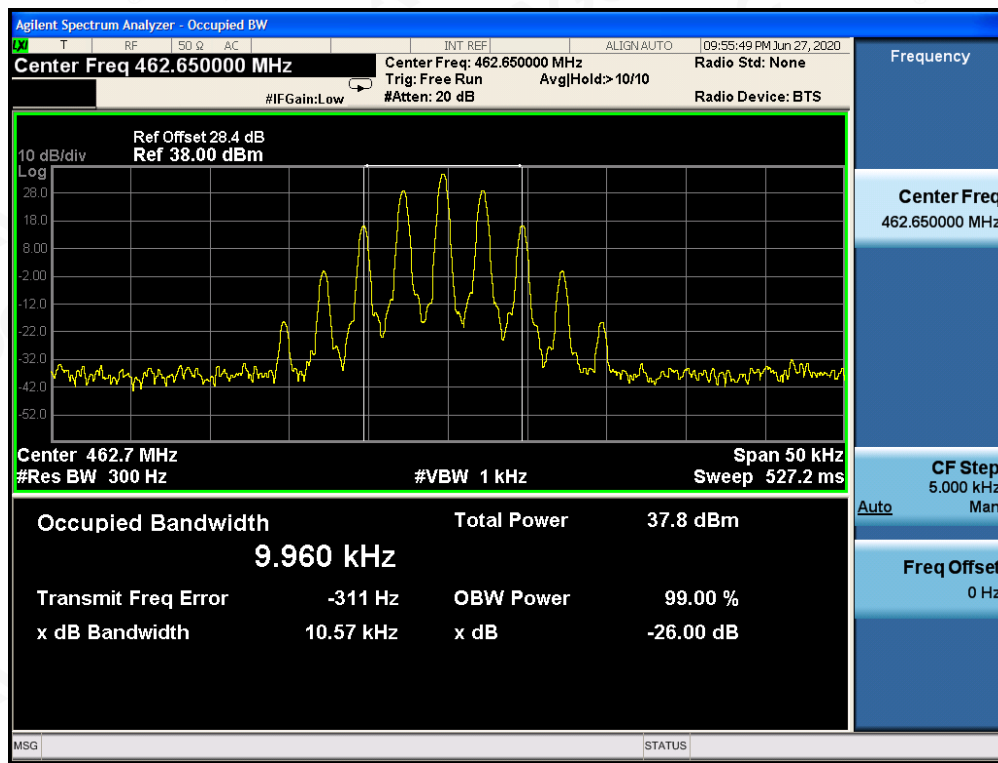 Agilent Spectrum Analyzer - Occupied BW
LXI T RF 50 Ω AC INT REF ALIGN AUTO 09:55:49 PM Jun 27, 2020
Center Freq 462.650000 MHz
Center Freq: 462.650000 MHz
Radio Std: None
Trig: Free Run Avg|Hold:> 10/10
#IFGain:Low
#Atten: 20 dB
Radio Device: BTS
Ref Offset 28.4 dB
10 dB/div Ref 38.00 dBm
Log
28.0
18.0
8.00
-2.00
-12.0
-22.0
-32.0
-42.0
-52.0
Center 462.7 MHz
Span 50 kHz
#Res BW 300 Hz
#VBW 1 kHz
Sweep 527.2 ms
Occupied Bandwidth
Total Power 37.8 dBm
9.960 kHz
Transmit Freq Error -311 Hz
OBW Power 99.00 %
x dB Bandwidth 10.57 kHz
x dB -26.00 dB
MSG
STATUS
Frequency
Center Freq
462.650000 MHz
CF Step
5.000 kHz
Auto Man
Freq Offset
0 Hz